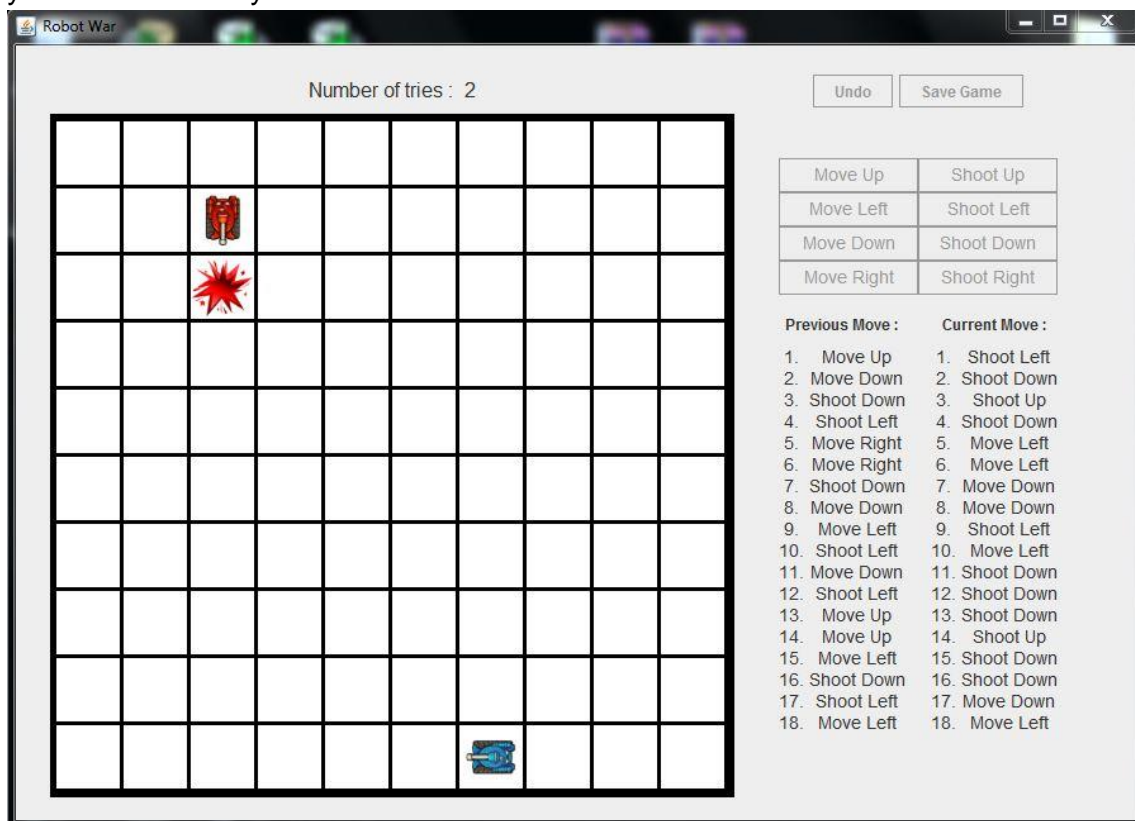 Robot War
Number of tries : 2
Undo Save Game
Move Up Shoot Up
Move Left Shoot Left
Move Down Shoot Down
Move Right Shoot Right
Previous Move : Current Move :
1. Move Up 1. Shoot Left
2. Move Down 2. Shoot Down
3. Shoot Down 3. Shoot Up
4. Shoot Left 4. Shoot Down
5. Move Right 5. Move Left
6. Move Right 6. Move Left
7. Shoot Down 7. Move Down
8. Move Down 8. Move Down
9. Move Left 9. Shoot Left
10. Shoot Left 10. Move Left
11. Move Down 11. Shoot Down
12. Shoot Left 12. Shoot Down
13. Move Up 13. Shoot Down
14. Move Up 14. Shoot Up
15. Move Left 15. Shoot Down
16. Shoot Down 16. Shoot Down
17. Shoot Left 17. Move Down
18. Move Left 18. Move Left